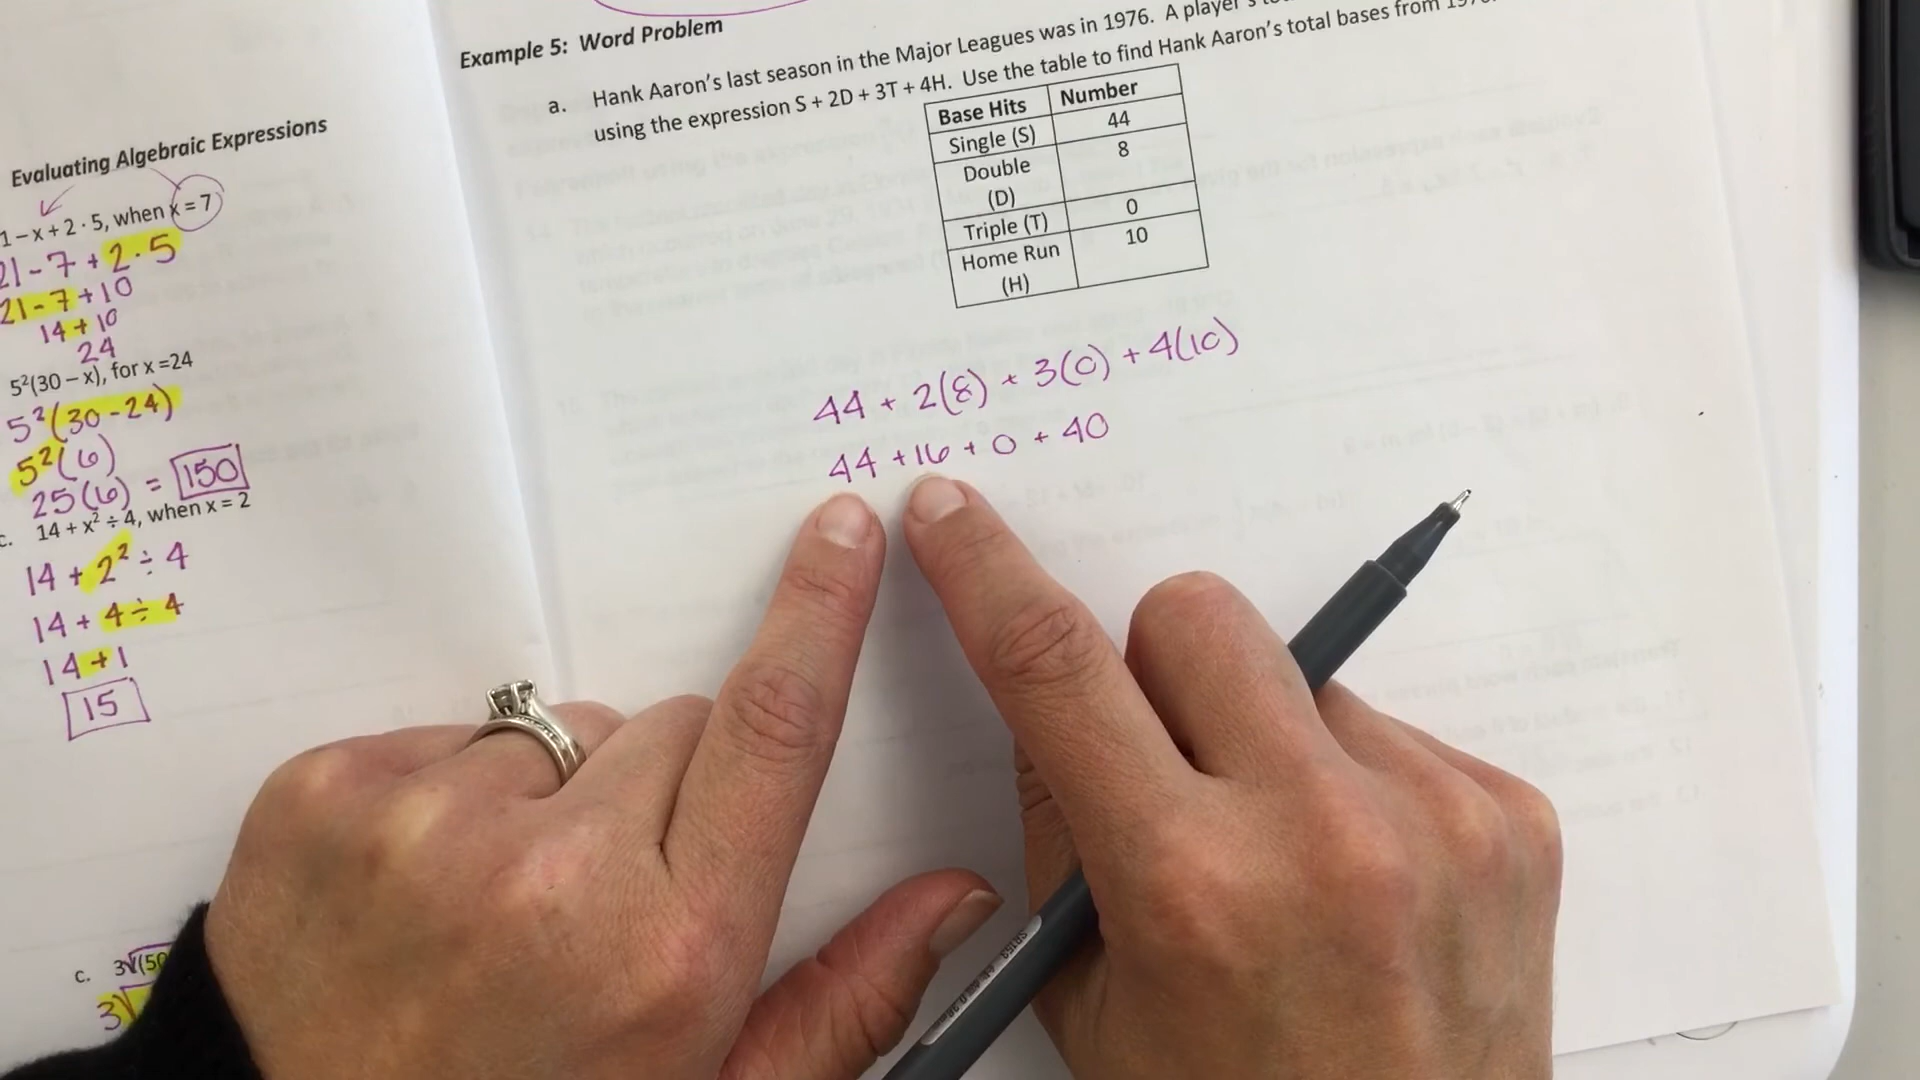 Evaluating Algebraic Expressions
1 – x + 2 · 5, when x = 7
21 - 7 + 2 · 5
21 - 7 + 10
14 + 10
24
5²(30 – x), for x =24
5²(30 - 24)
5²(6)
25(6) = 150
c. 14 + x² ÷ 4, when x = 2
14 + 2² ÷ 4
14 + 4 ÷ 4
14 + 1
15
c. 3√(50
3√
Example 5: Word Problem
a. Hank Aaron’s last season in the Major Leagues was in 1976. A player's
using the expression S + 2D + 3T + 4H. Use the table to find Hank Aaron’s total bases from
Base Hits Number
Single (S) 44
Double 8
(D)
Triple (T) 0
Home Run 10
(H)
44 + 2(8) + 3(0) + 4(10)
44 + 16 + 0 + 40